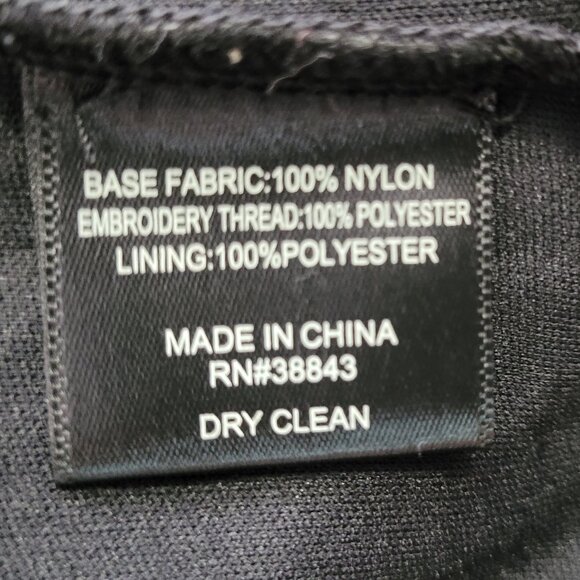 BASE FABRIC:100% NYLON
EMBROIDERY THREAD:100% POLYESTER
LINING:100%POLYESTER
MADE IN CHINA
RN#38843
DRY CLEAN